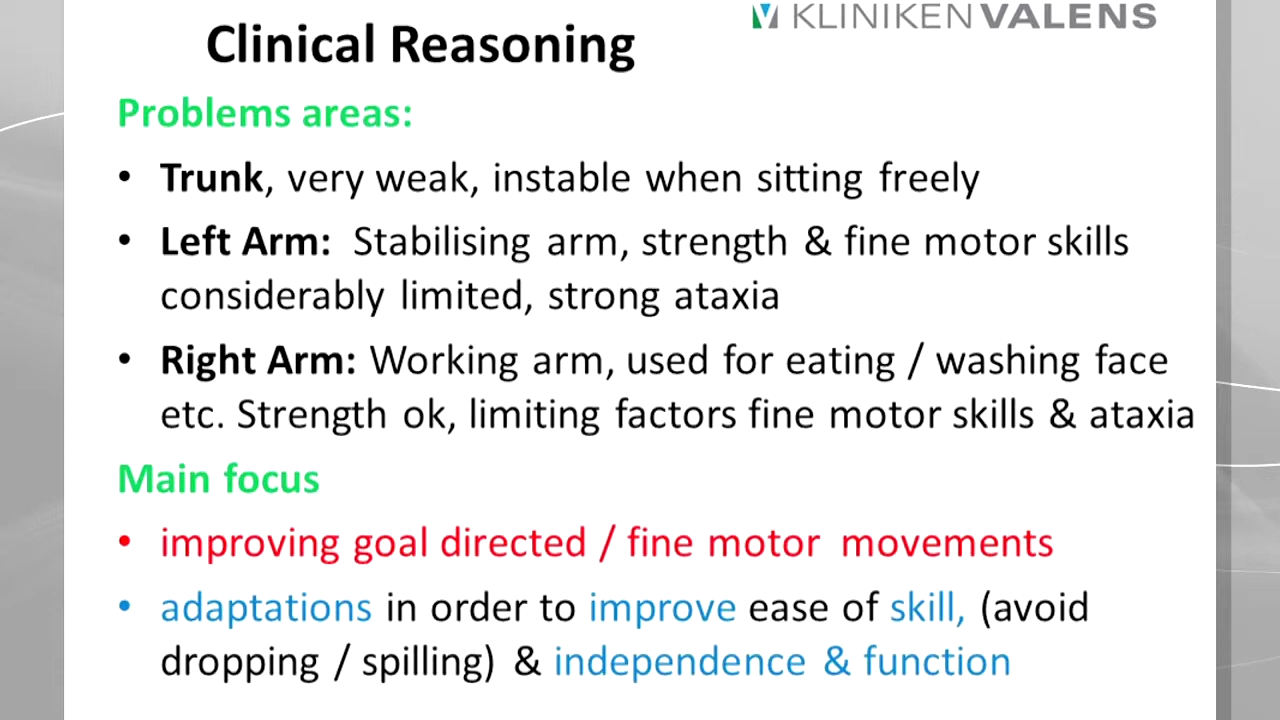 KLINIKEN VALENS
Clinical Reasoning
Problems areas:
• Trunk, very weak, instable when sitting freely
• Left Arm: Stabilising arm, strength & fine motor skills
considerably limited, strong ataxia
• Right Arm: Working arm, used for eating / washing face
etc. Strength ok, limiting factors fine motor skills & ataxia
Main focus
• improving goal directed / fine motor movements
• adaptations in order to improve ease of skill, (avoid
dropping / spilling) & independence & function